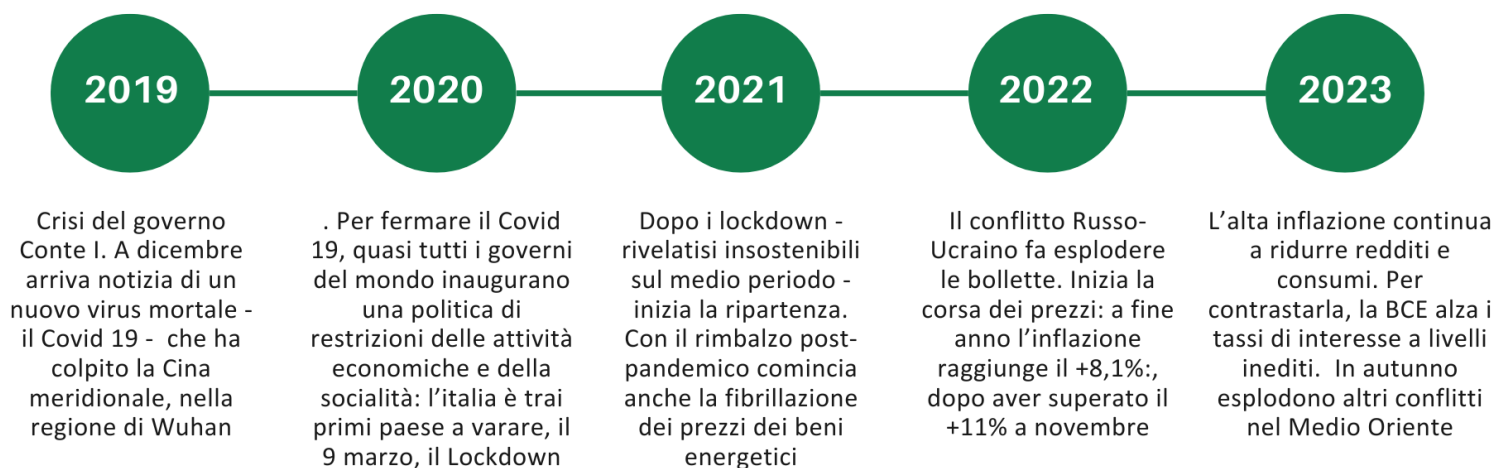 2019
2020
2021
2022
2023
Crisi del governo
Conte I. A dicembre
arriva notizia di un
nuovo virus mortale -
il Covid 19 -  che ha
colpito la Cina
meridionale, nella
regione di Wuhan
. Per fermare il Covid
19, quasi tutti i governi
del mondo inaugurano
una politica di
restrizioni delle attività
economiche e della
socialità: l’italia è trai
primi paese a varare, il
9 marzo, il Lockdown
Dopo i lockdown -
rivelatisi insostenibili
sul medio periodo -
inizia la ripartenza.
Con il rimbalzo post-
pandemico comincia
anche la fibrillazione
dei prezzi dei beni
energetici
Il conflitto Russo-
Ucraino fa esplodere
le bollette. Inizia la
corsa dei prezzi: a fine
anno l’inflazione
raggiunge il +8,1%:,
dopo aver superato il
+11% a novembre
L’alta inflazione continua
a ridurre redditi e
consumi. Per
contrastarla, la BCE alza i
tassi di interesse a livelli
inediti.  In autunno
esplodono altri conflitti
nel Medio Oriente